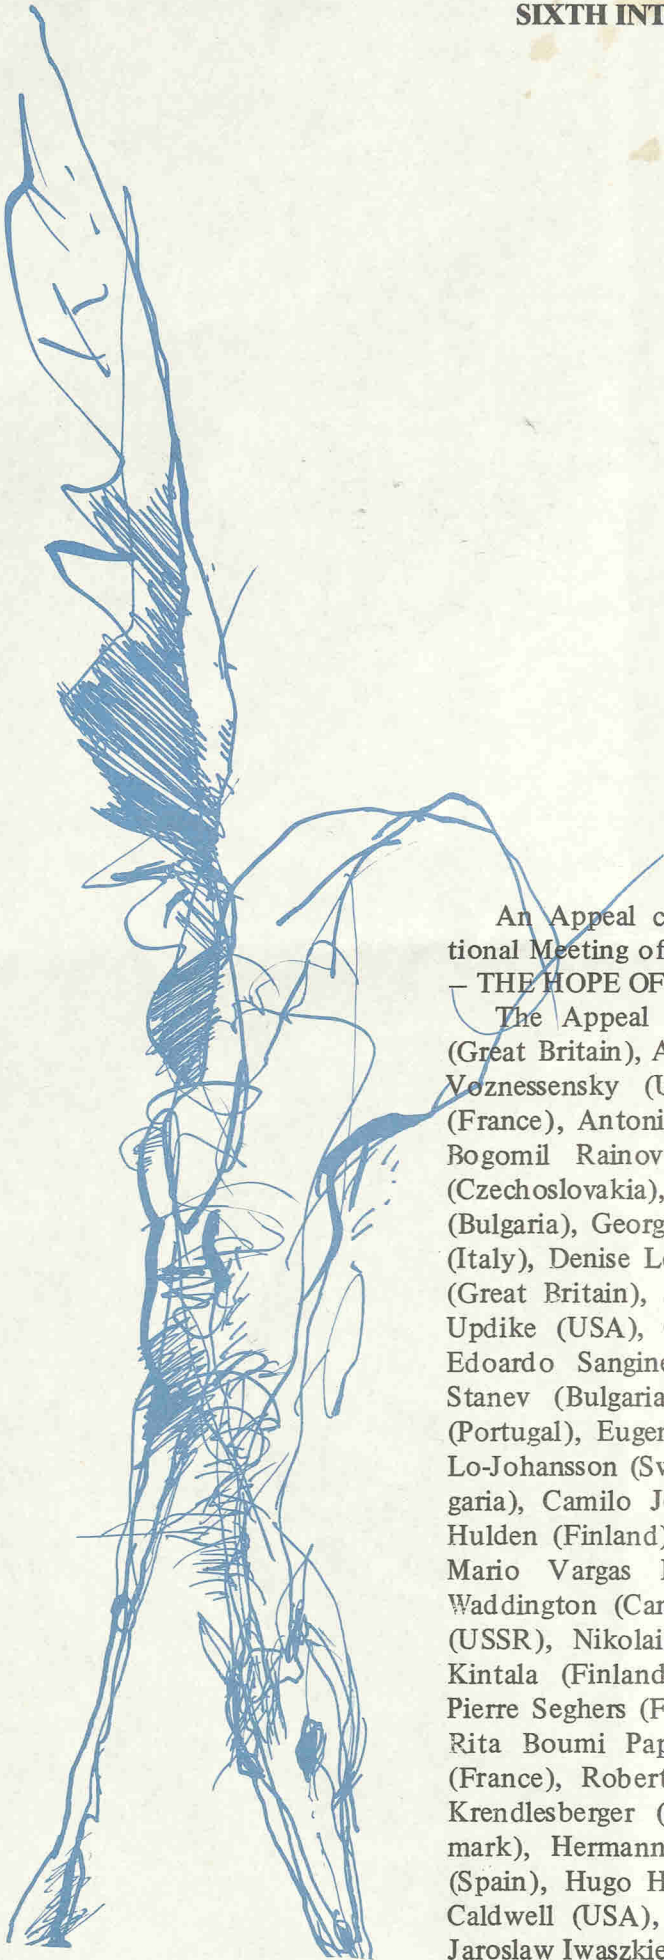 SIXTH INT
An Appeal c
tional Meeting of
– THE HOPE OF
The Appeal
(Great Britain), A
Voznessensky (U
(France), Antoni
Bogomil Rainov
(Czechoslovakia),
(Bulgaria), Georg
(Italy), Denise Le
(Great Britain),
Updike (USA),
Edoardo Sangine
Stanev (Bulgaria
(Portugal), Euger
Lo-Johansson (Sv
garia), Camilo J
Hulden (Finland)
Mario Vargas
Waddington (Car
(USSR), Nikolai
Kintala (Finland
Pierre Seghers (F
Rita Boumi Pap
(France), Robert
Krendlesberger (
mark), Hermann
(Spain), Hugo H
Caldwell (USA),
Jaroslaw Iwaszkie